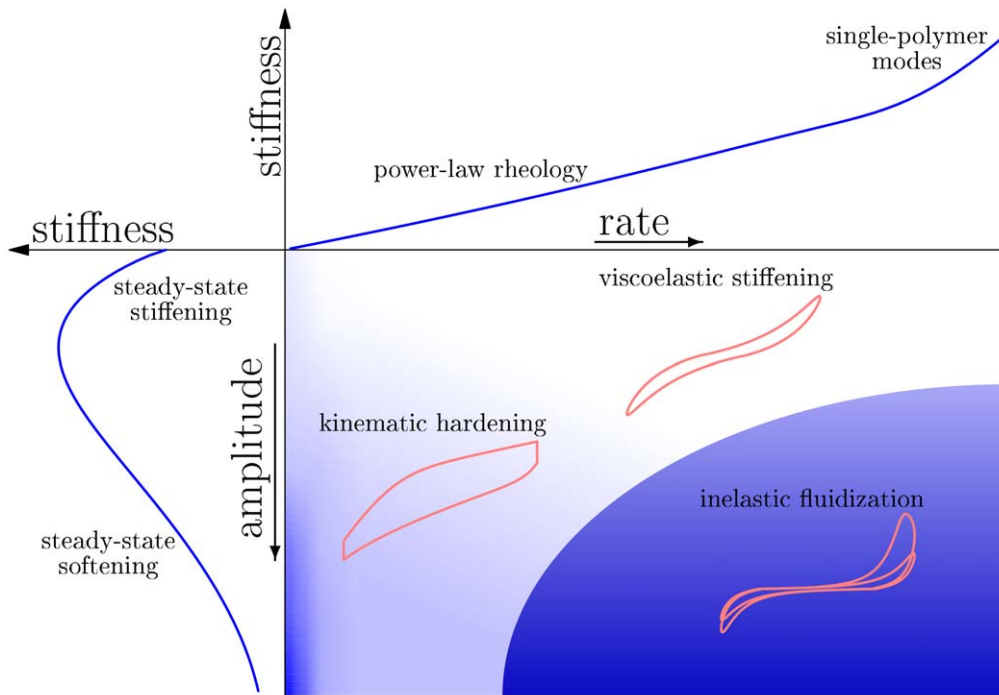 stiffness
single-polymer
modes
power-law rheology
rate
stiffness
steady-state
stiffening
viscoelastic stiffening
amplitude
kinematic hardening
inelastic fluidization
steady-state
softening